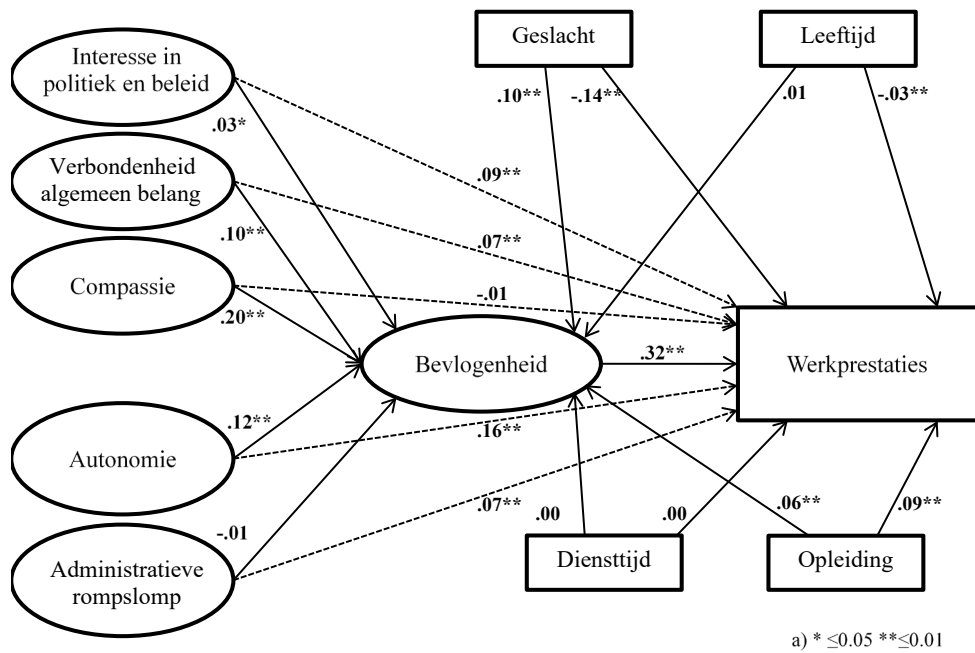 Geslacht
Leeftijd
Interesse in
politiek en beleid
.10**
-.14**
.01
-.03**
.03*
Verbondenheid
algemeen belang
.09**
.10**
.07**
Compassie
-.01
.20**
Bevlogenheid
.32**
Werkprestaties
.12**
.16**
Autonomie
.07**
.00
.00
.06**
.09**
-.01
Diensttijd
Opleiding
Administratieve
rompslomp
a) * ≤0.05 **≤0.01